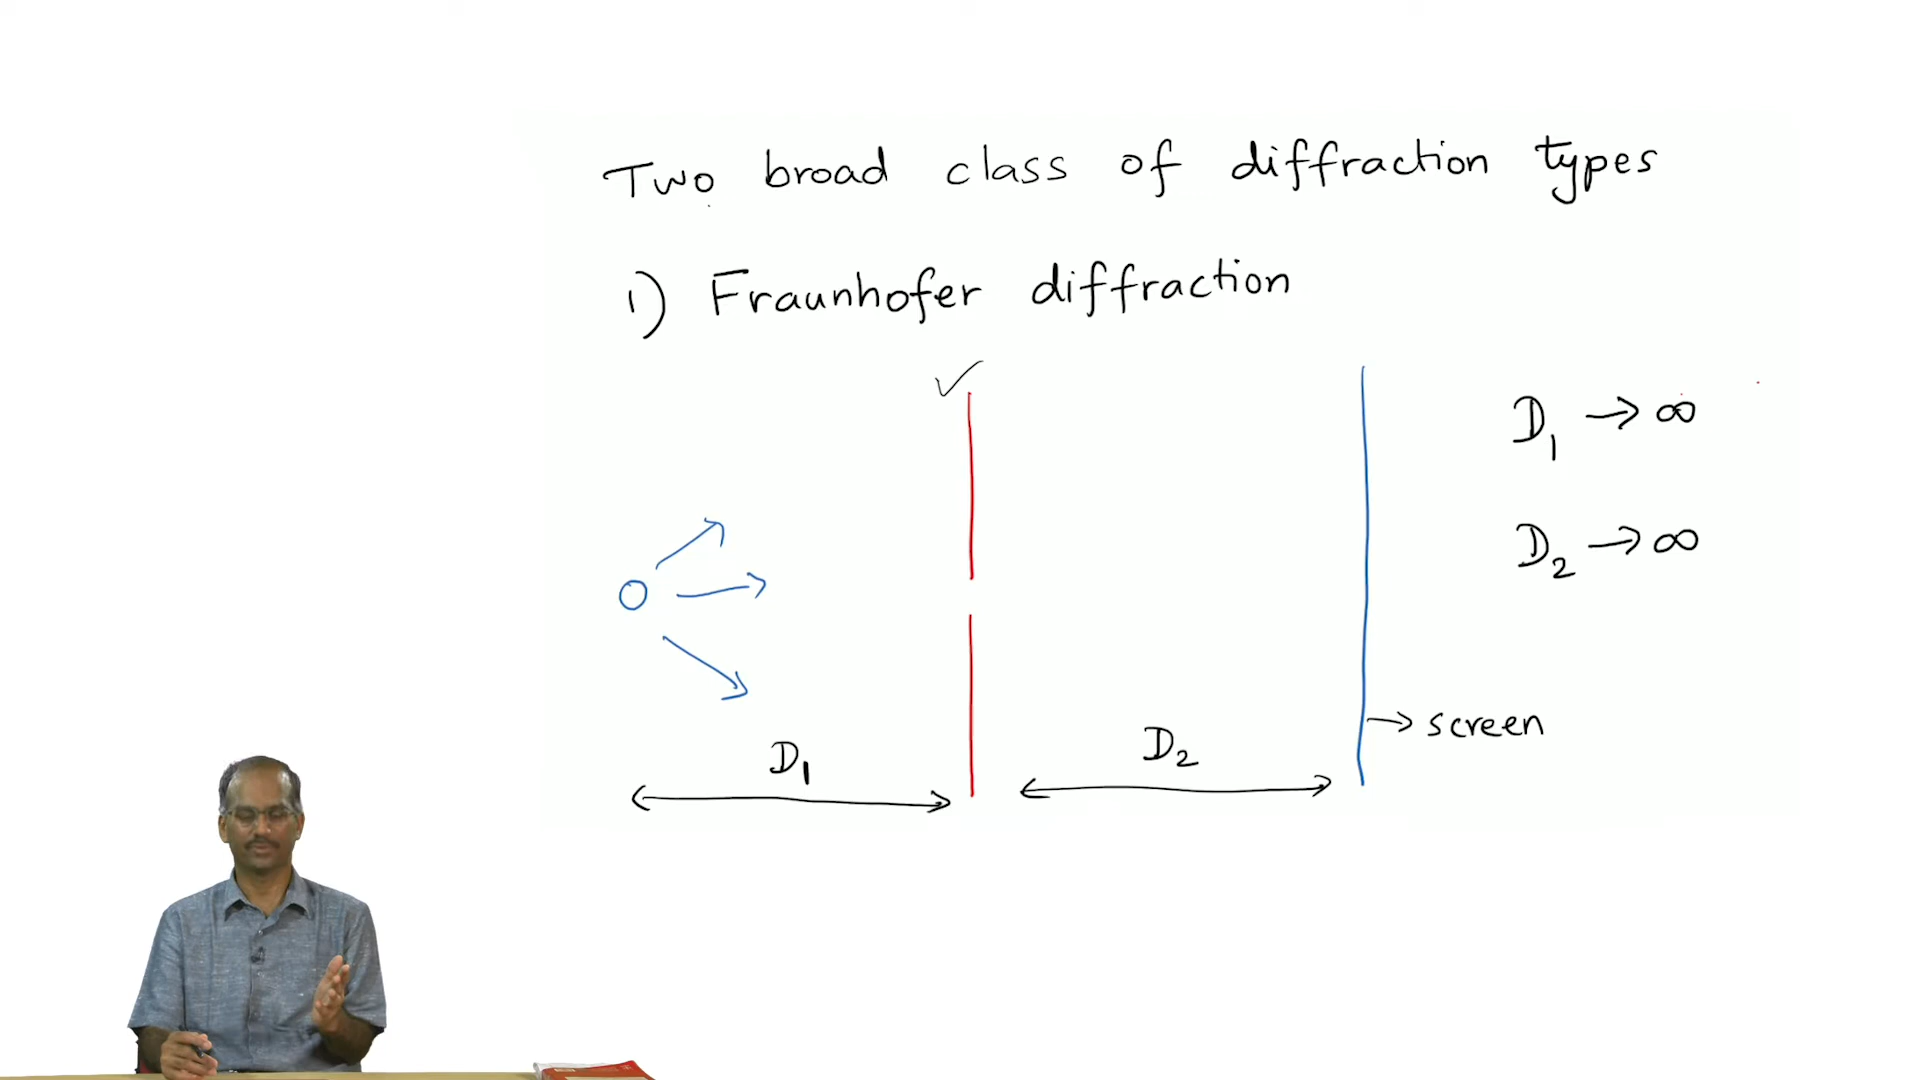 Two broad class of diffraction types
1) Fraunhofer diffraction
D₁ → ∞
D₂ → ∞
→ screen
D₁
D₂